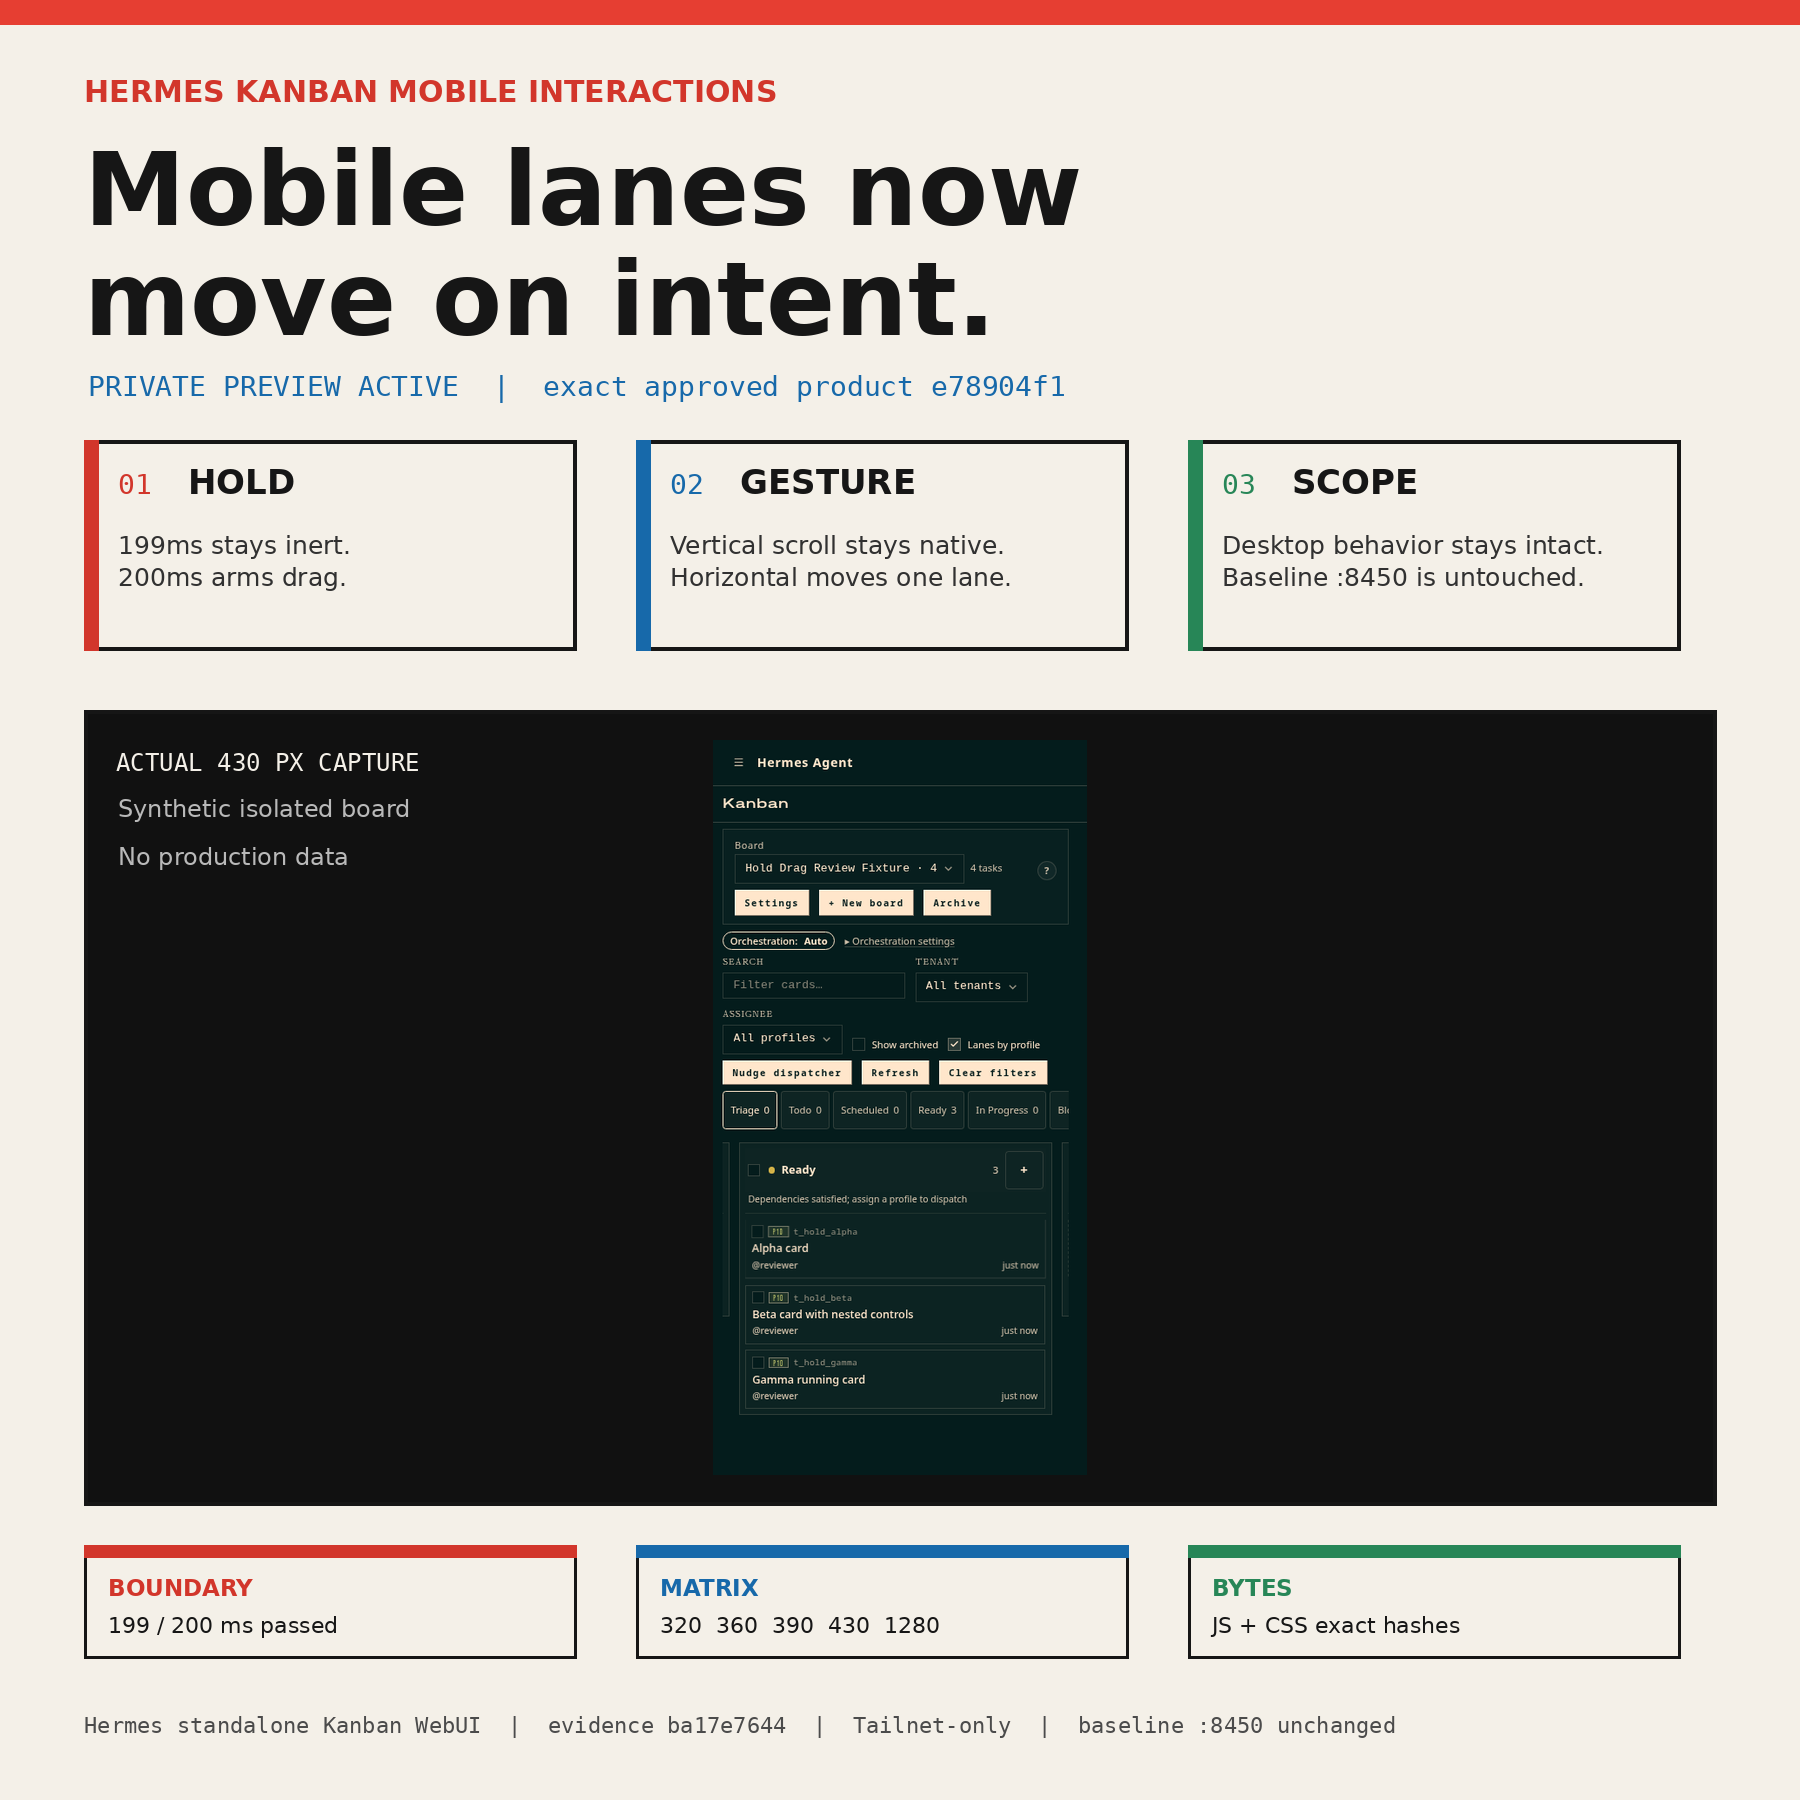 HERMES KANBAN MOBILE INTERACTIONS
Mobile lanes now
move on intent.
PRIVATE PREVIEW ACTIVE | exact approved product e78904f1
01 HOLD
199ms stays inert.
200ms arms drag.
02 GESTURE
Vertical scroll stays native.
Horizontal moves one lane.
03 SCOPE
Desktop behavior stays intact.
Baseline :8450 is untouched.
ACTUAL 430 PX CAPTURE
Synthetic isolated board
No production data
☰ Hermes Agent
Kanban
Board
Hold Drag Review Fixture · 4 4 tasks ?
Settings + New board Archive
Orchestration: Auto ▸ Orchestration settings
SEARCH TENANT
Filter cards… All tenants
ASSIGNEE
All profiles Show archived Lanes by profile
Nudge dispatcher Refresh Clear filters
Triage 0 Todo 0 Scheduled 0 Ready 3 In Progress 0
Ready 3 +
Dependencies satisfied; assign a profile to dispatch
P10 t_hold_alpha
Alpha card
@reviewer just now
P10 t_hold_beta
Beta card with nested controls
@reviewer just now
P10 t_hold_gamma
Gamma running card
@reviewer just now
BOUNDARY
199 / 200 ms passed
MATRIX
320 360 390 430 1280
BYTES
JS + CSS exact hashes
Hermes standalone Kanban WebUI | evidence ba17e7644 | Tailnet-only | baseline :8450 unchanged